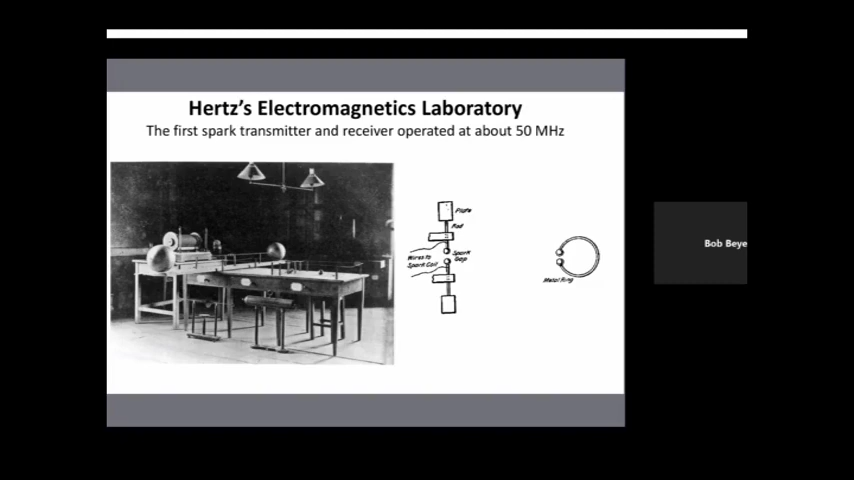 Hertz's Electromagnetics Laboratory
The first spark transmitter and receiver operated at about 50 MHz
Plate
Rod
Wires to
Spark Coil
Spark
Gap
Metal Ring
Bob Beye